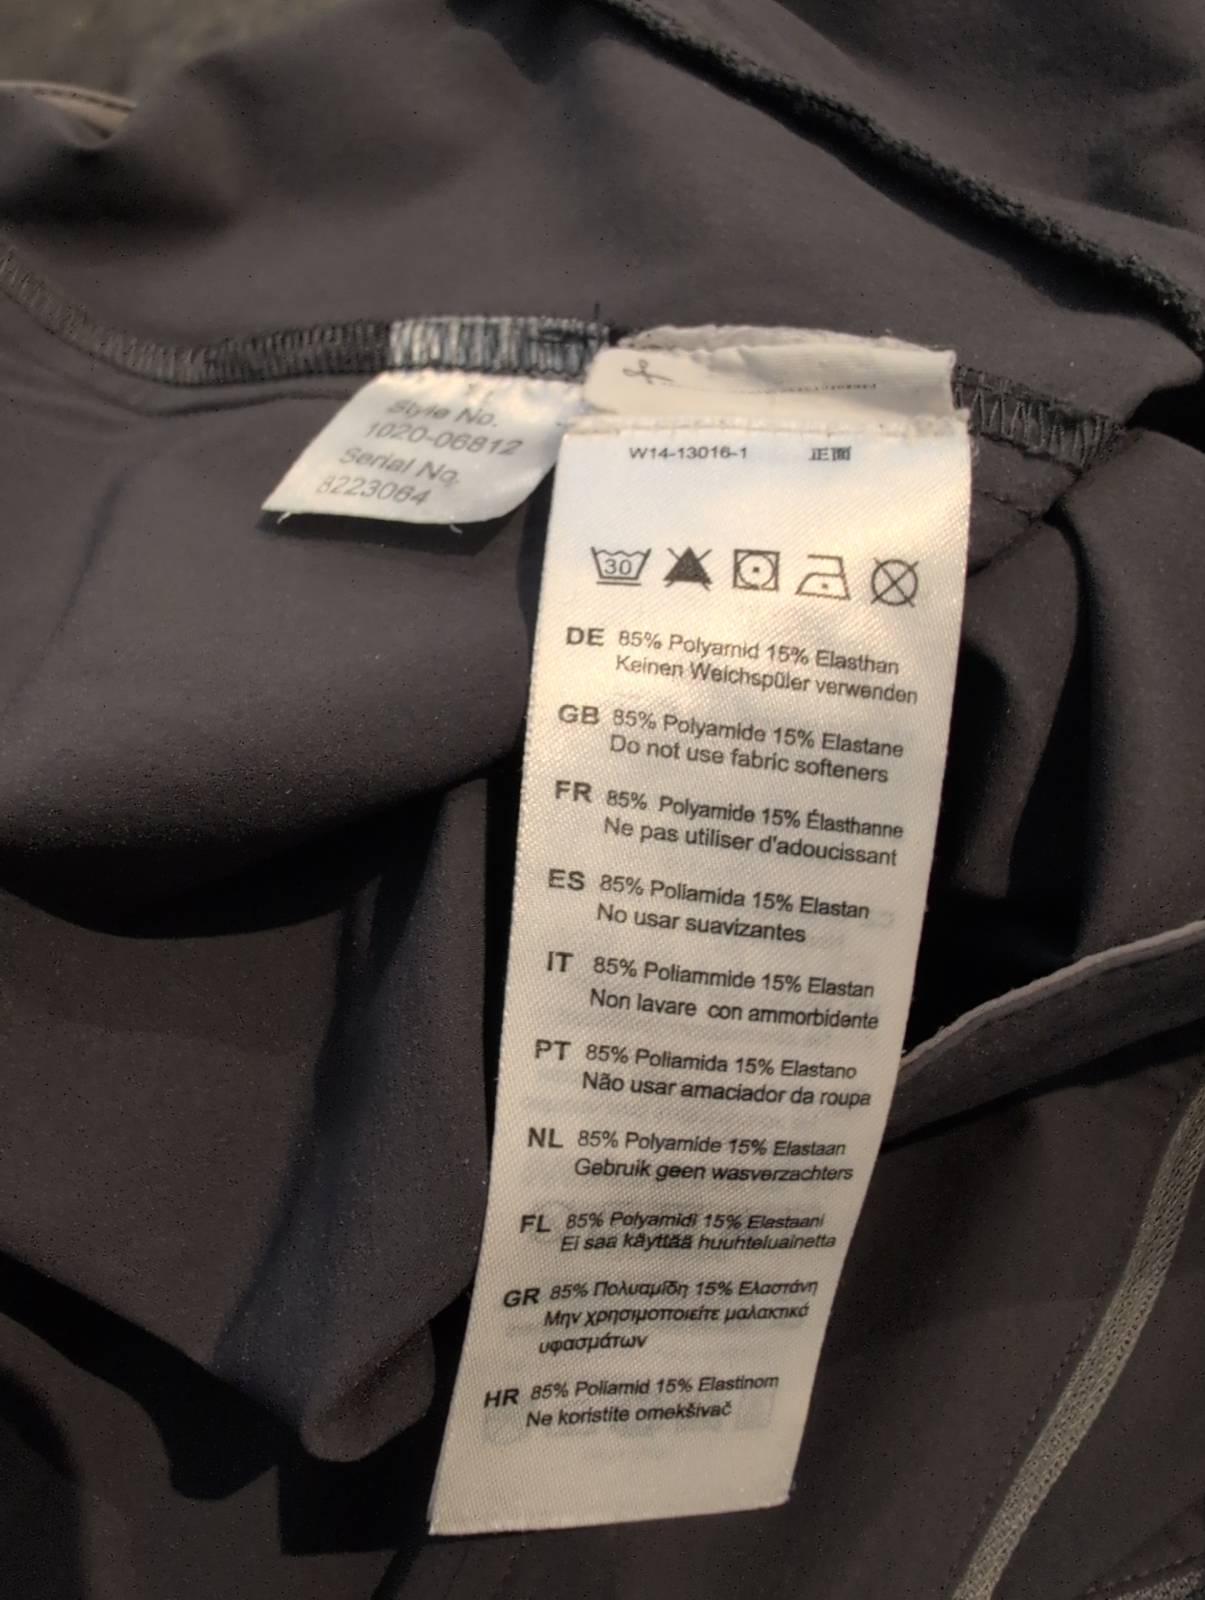 Style No.
1020-06812
Serial No.
8223064
W14-13016-1 正面
30
DE 85% Polyamid 15% Elasthan
Keinen Weichspüler verwenden
GB 85% Polyamide 15% Elastane
Do not use fabric softeners
FR 85% Polyamide 15% Élasthanne
Ne pas utiliser d'adoucissant
ES 85% Poliamida 15% Elastan
No usar suavizantes
IT 85% Poliammide 15% Elastan
Non lavare con ammorbidente
PT 85% Poliamida 15% Elastano
Não usar amaciador da roupa
NL 85% Polyamide 15% Elastaan
Gebruik geen wasverzachters
FL 85% Polyamidi 15% Elastaani
Ei saa käyttää huuhteluainetta
GR 85% Πολυαμίδη 15% Ελαστάνη
Μην χρησιμοποιείτε μαλακτικά
υφασμάτων
HR 85% Poliamid 15% Elastinom
Ne koristite omekšivač